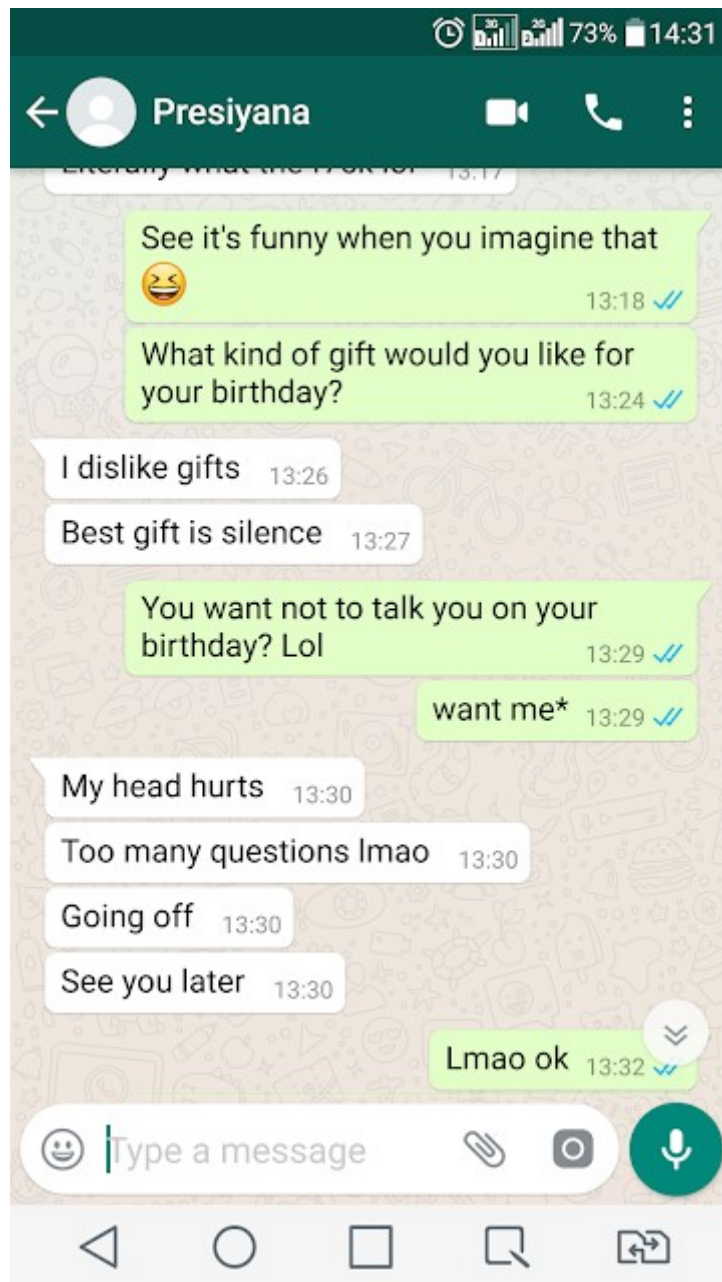 73% 14:31
Presiyana
13:17
See it's funny when you imagine that
13:18
What kind of gift would you like for
your birthday?
13:24
I dislike gifts 13:26
Best gift is silence 13:27
You want not to talk you on your
birthday? Lol
13:29
want me* 13:29
My head hurts 13:30
Too many questions lmao 13:30
Going off 13:30
See you later 13:30
Lmao ok 13:32
Type a message